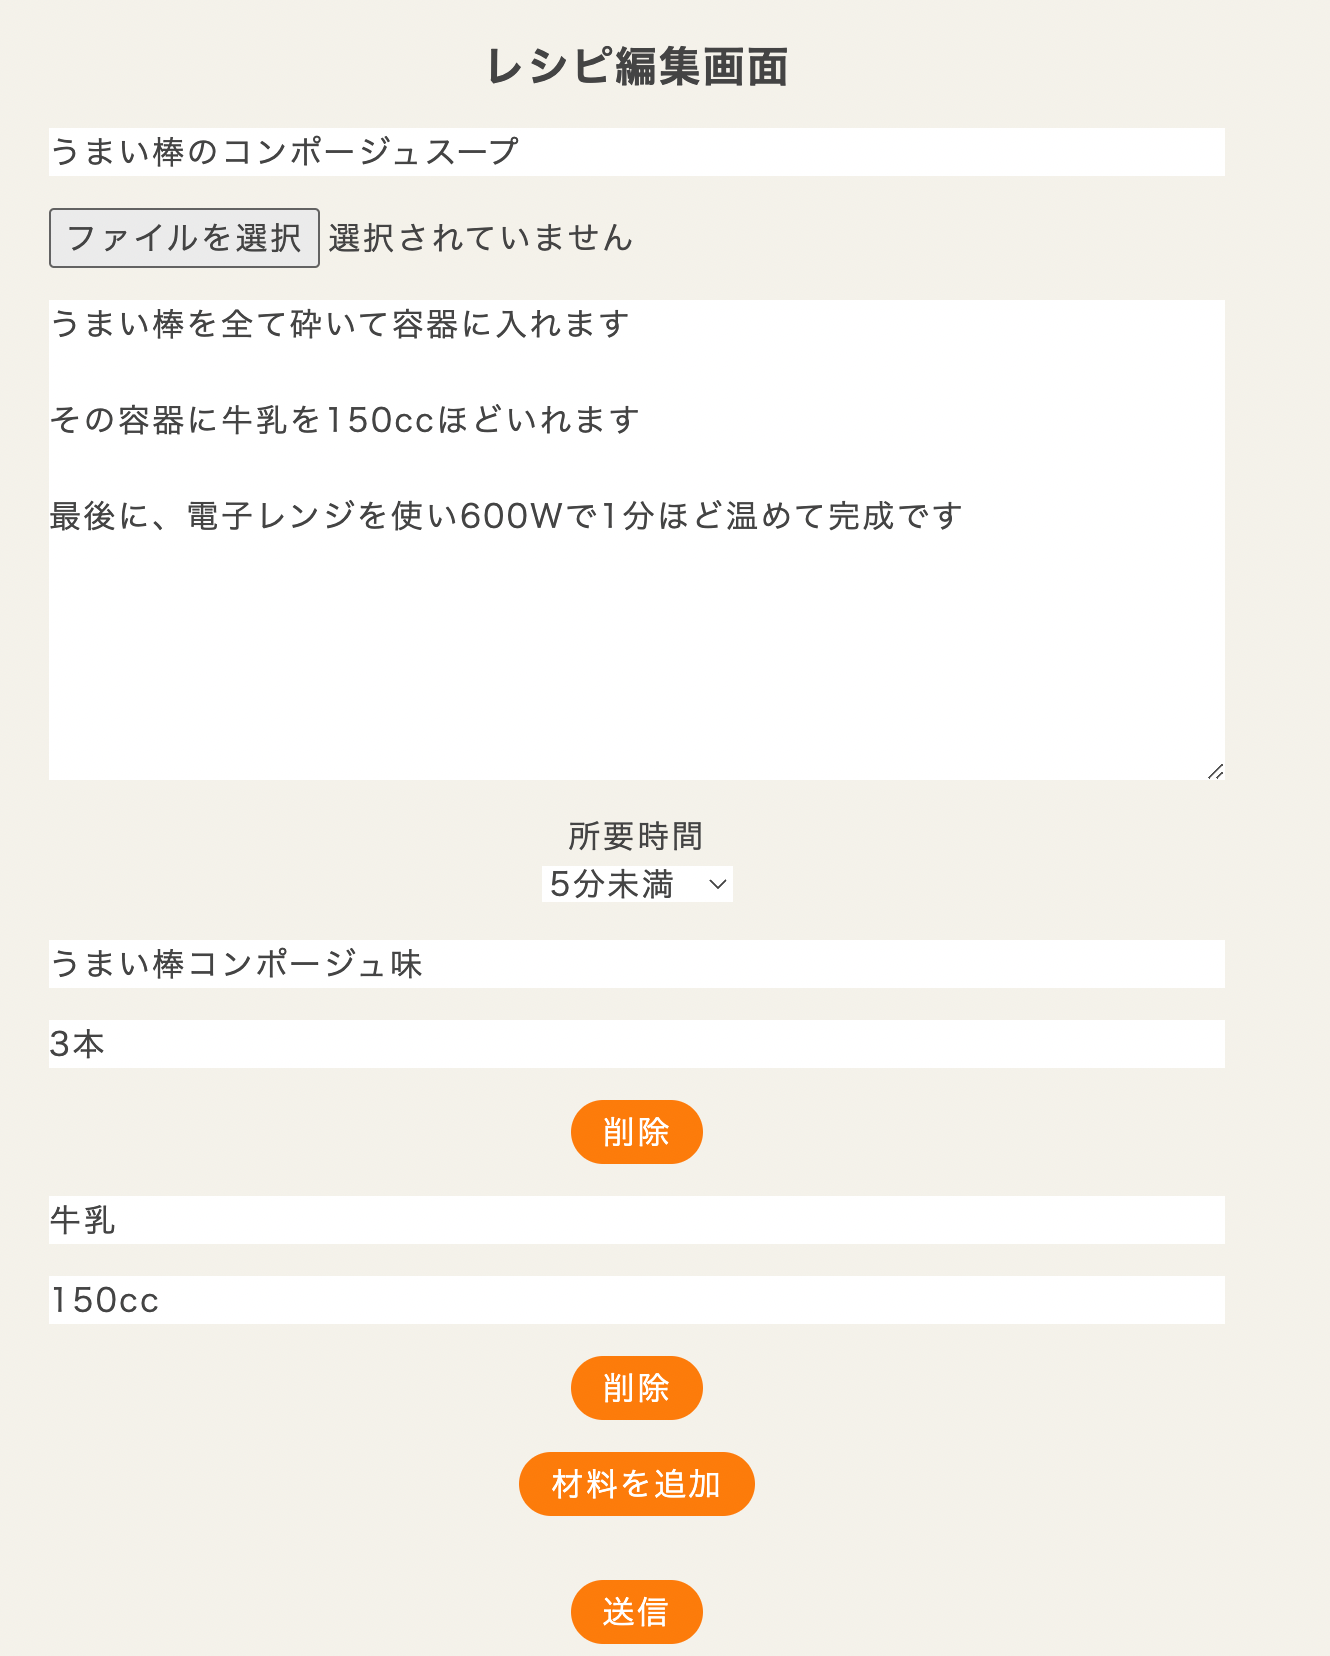 レシピ編集画面
うまい棒のコンポージュスープ
ファイルを選択 選択されていません
うまい棒を全て砕いて容器に入れます
その容器に牛乳を150ccほどいれます
最後に、電子レンジを使い600Wで1分ほど温めて完成です
所要時間
5分未満
うまい棒コンポージュ味
3本
削除
牛乳
150cc
削除
材料を追加
送信